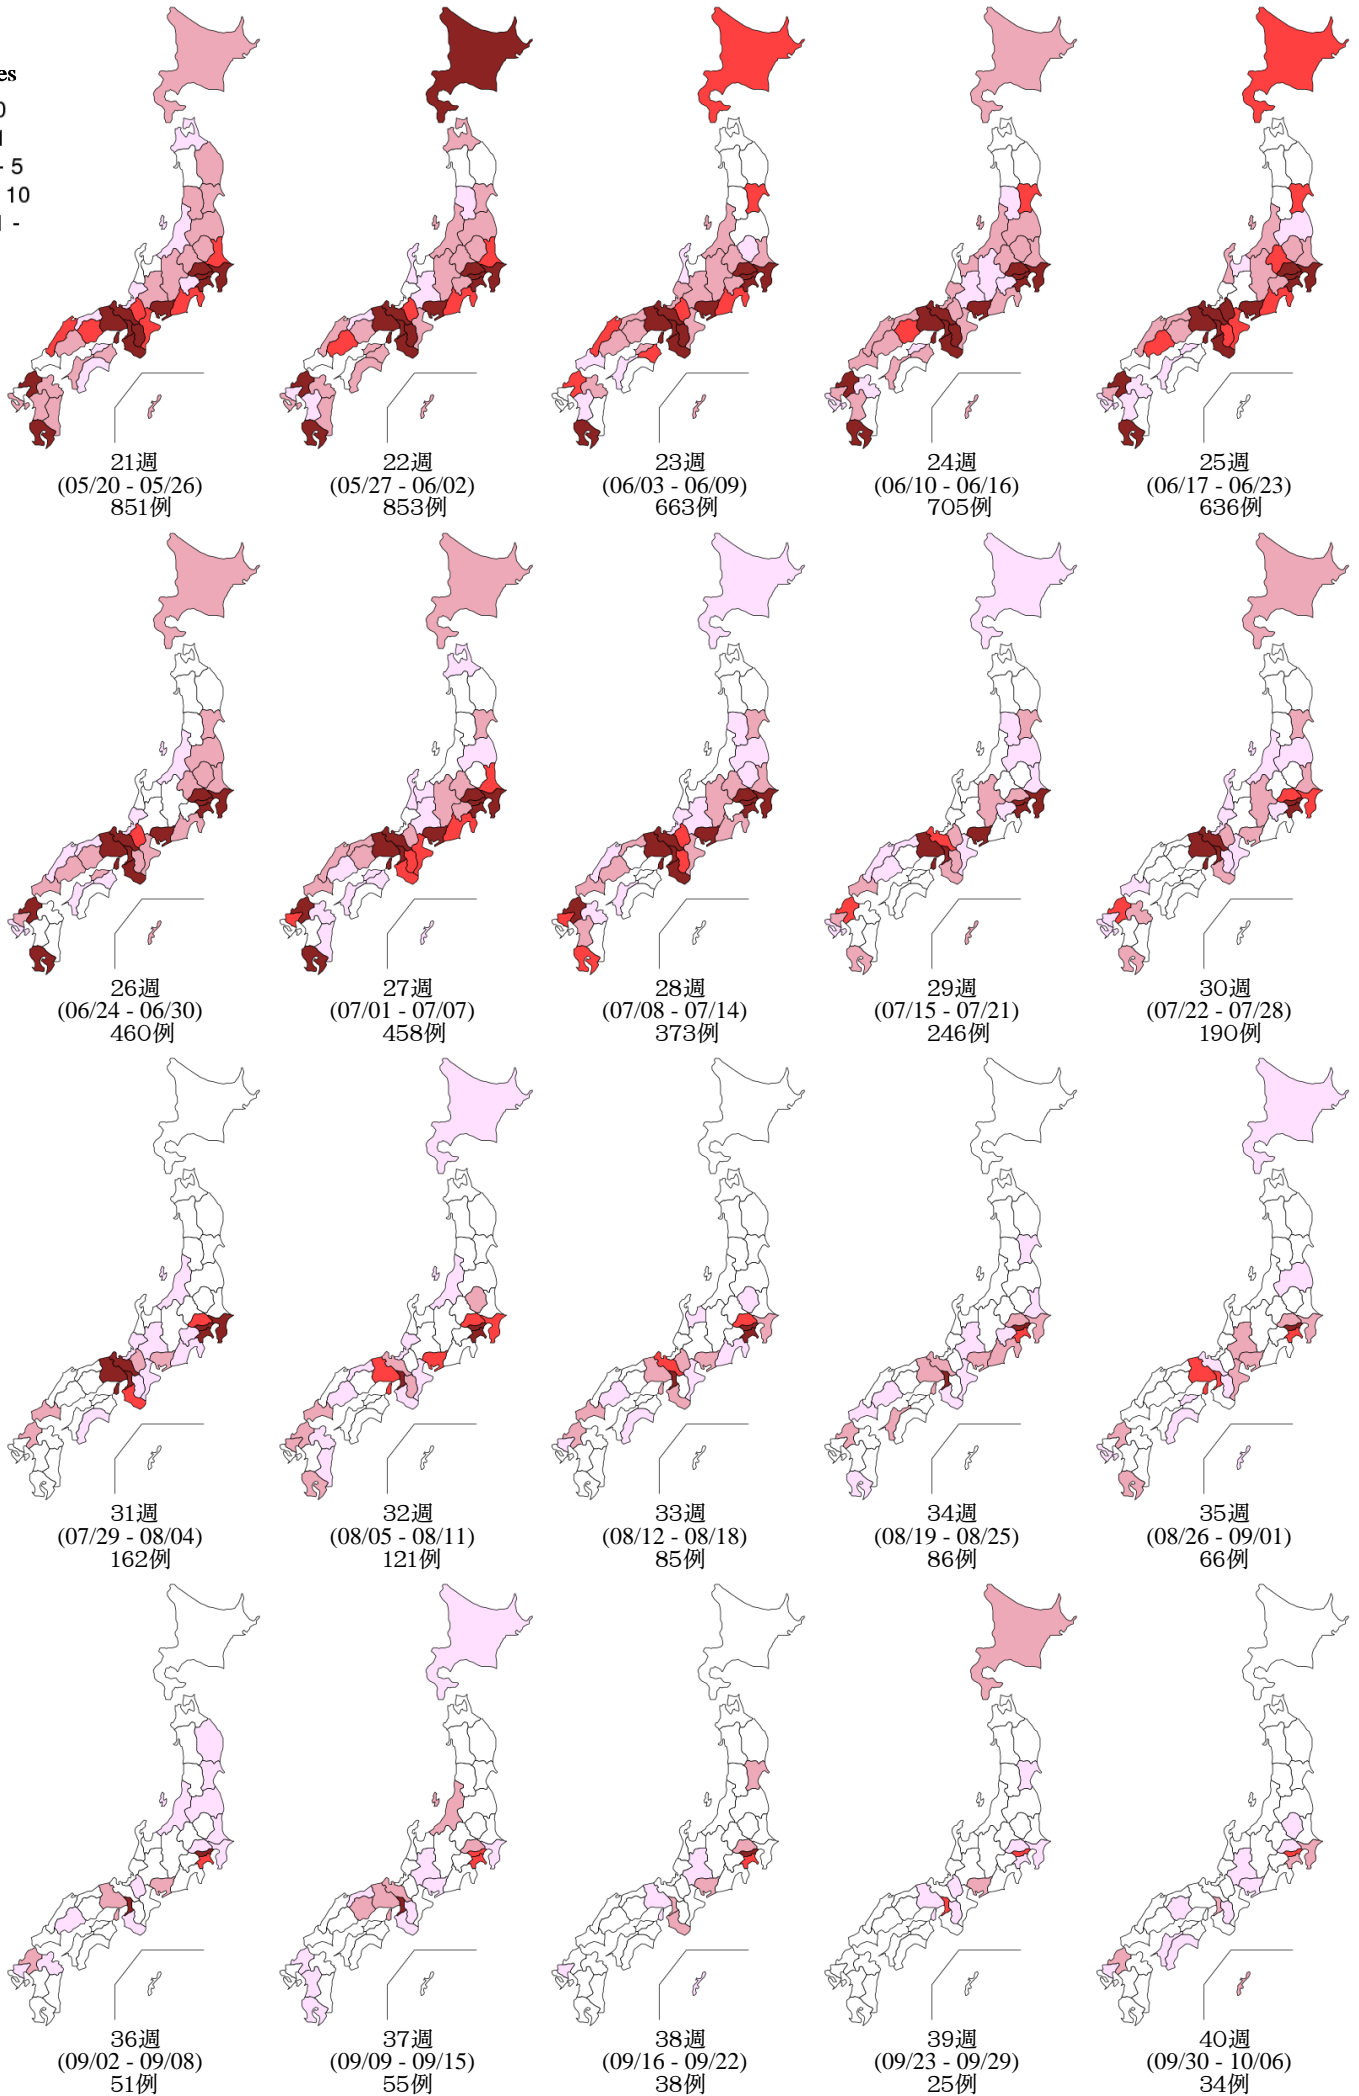 es
0
1
- 5
10
1 -
21週
(05/20 - 05/26)
851例
22週
(05/27 - 06/02)
853例
23週
(06/03 - 06/09)
663例
24週
(06/10 - 06/16)
705例
25週
(06/17 - 06/23)
636例
26週
(06/24 - 06/30)
460例
27週
(07/01 - 07/07)
458例
28週
(07/08 - 07/14)
373例
29週
(07/15 - 07/21)
246例
30週
(07/22 - 07/28)
190例
31週
(07/29 - 08/04)
162例
32週
(08/05 - 08/11)
121例
33週
(08/12 - 08/18)
85例
34週
(08/19 - 08/25)
86例
35週
(08/26 - 09/01)
66例
36週
(09/02 - 09/08)
51例
37週
(09/09 - 09/15)
55例
38週
(09/16 - 09/22)
38例
39週
(09/23 - 09/29)
25例
40週
(09/30 - 10/06)
34例